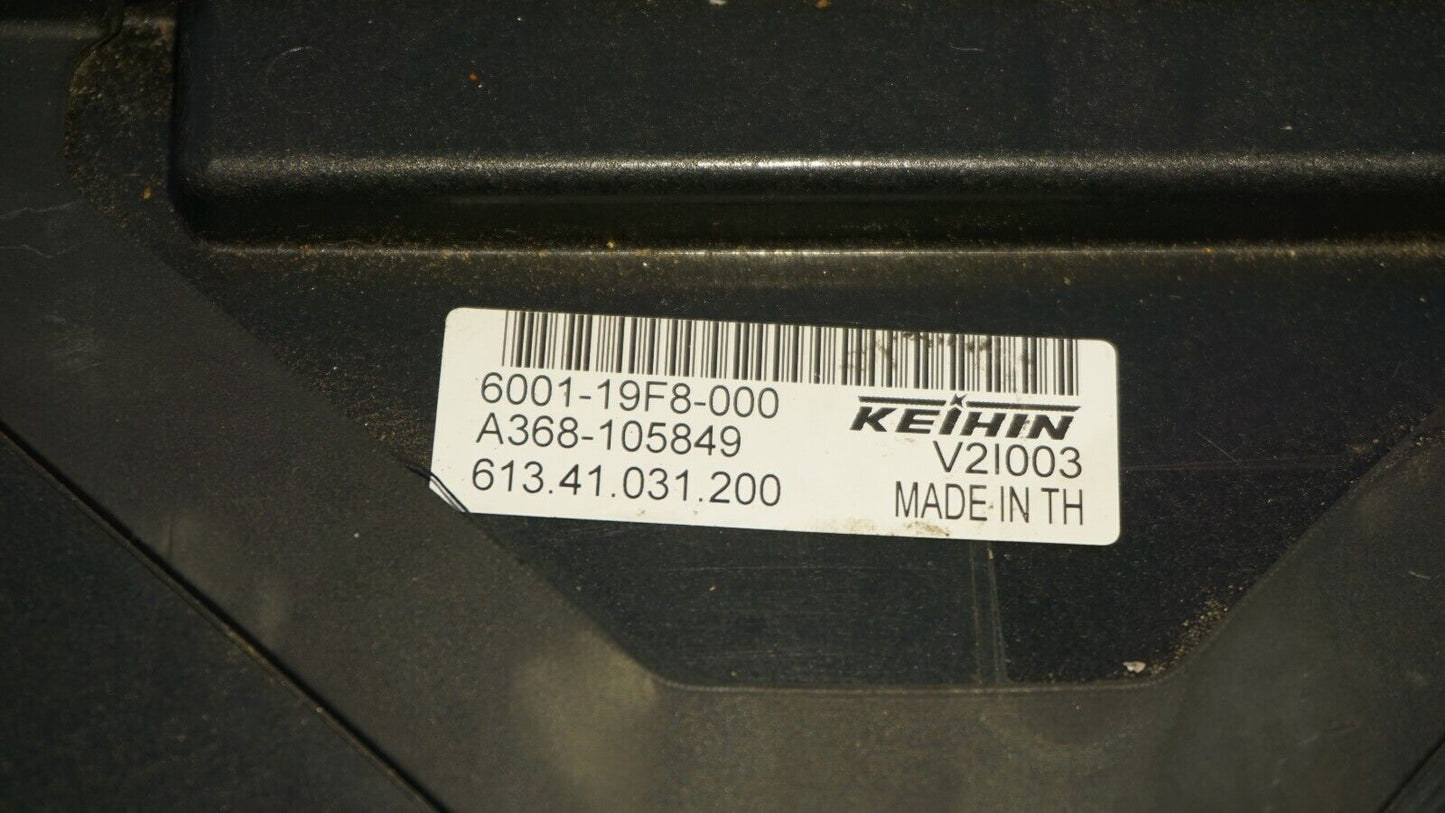 6001-19F8-000
A368-105849
613.41.031.200
KEIHIN
V2I003
MADE IN TH